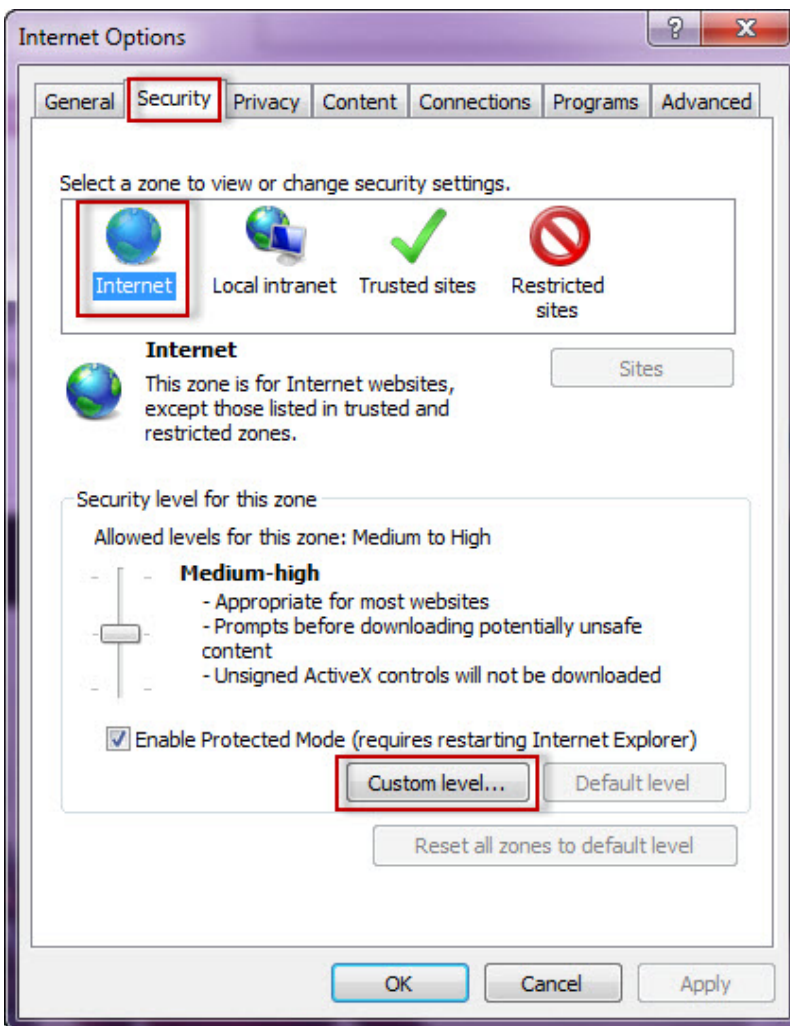 Internet Options
?
X
General Security Privacy Content Connections Programs Advanced
Select a zone to view or change security settings.
Internet Local intranet Trusted sites Restricted
sites
Internet
Sites
This zone is for Internet websites,
except those listed in trusted and
restricted zones.
Security level for this zone
Allowed levels for this zone: Medium to High
Medium-high
- Appropriate for most websites
- Prompts before downloading potentially unsafe
content
- Unsigned ActiveX controls will not be downloaded
Enable Protected Mode (requires restarting Internet Explorer)
Custom level... Default level
Reset all zones to default level
OK Cancel Apply